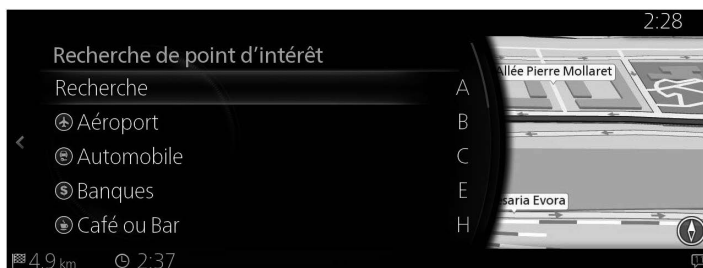 2:28
Recherche de point d’intérêt
Recherche A
Aéroport B
Automobile C
Banques E
Café ou Bar H
Allée Pierre Mollaret
saria Evora
4.9 km 2:37